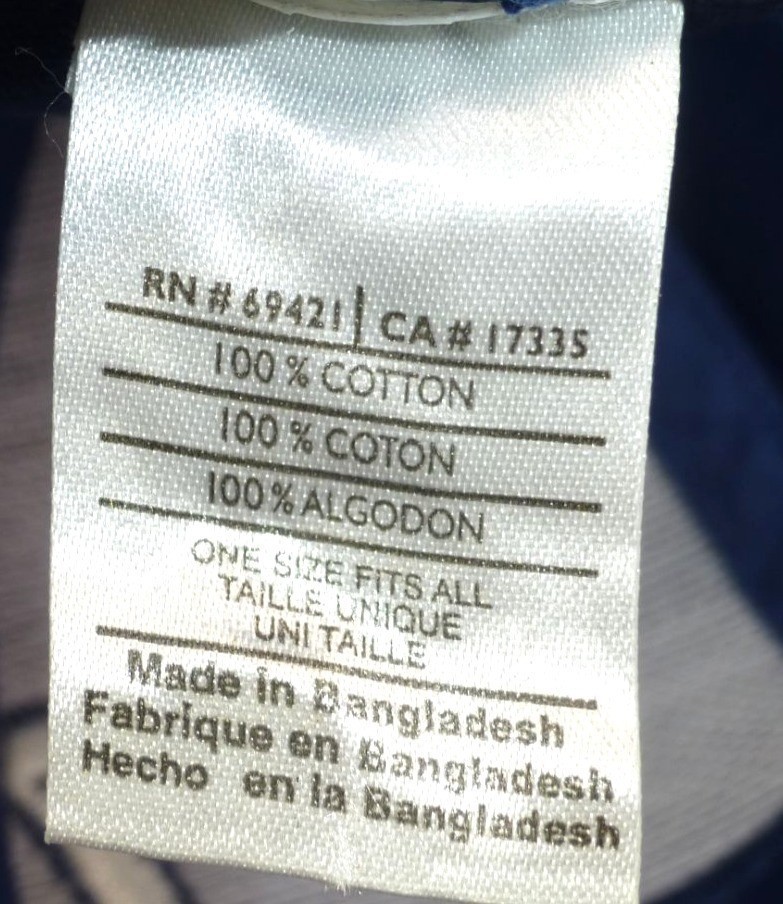 RN # 69421 | CA # 17335
100 % COTTON
100 % COTON
100% ALGODON
ONE SIZE FITS ALL
TAILLE UNIQUE
UNI TAILLE
Made in Bangladesh
Fabrique en Bangladesh
Hecho en la Bangladesh